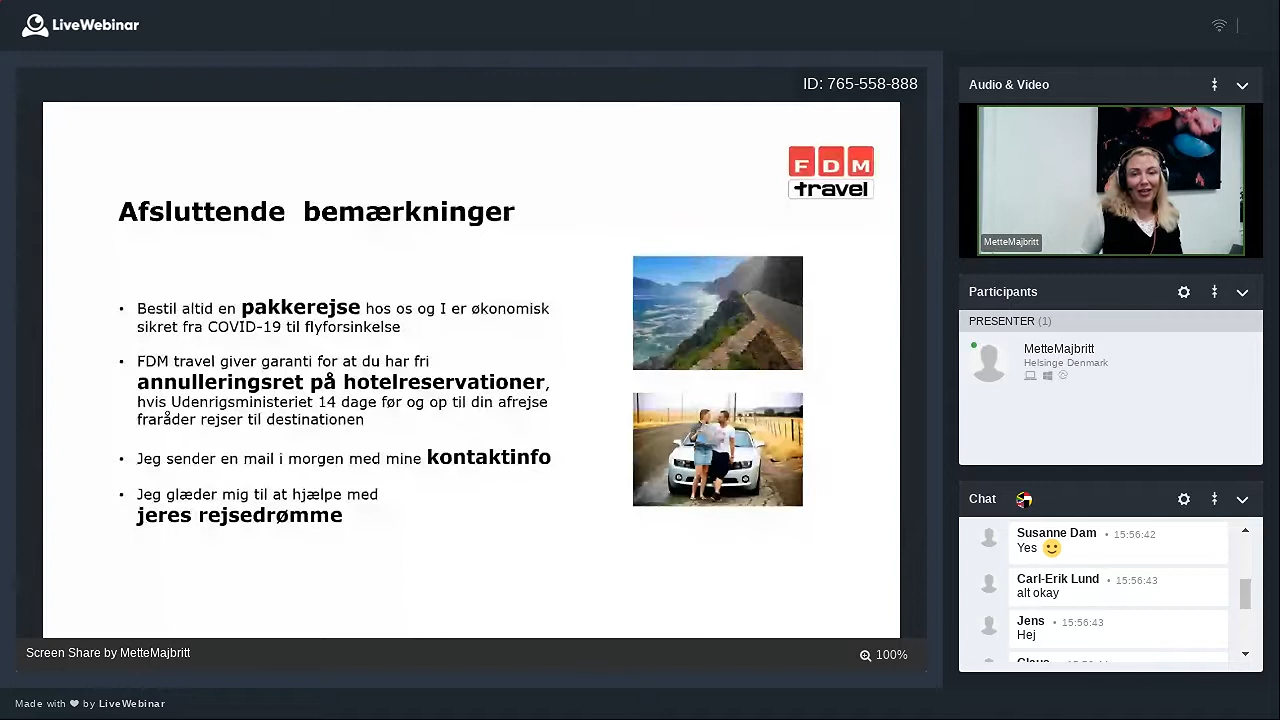 LiveWebinar
ID: 765-558-888
FDM
travel
Afsluttende bemærkninger
• Bestil altid en pakkerejse hos os og I er økonomisk
sikret fra COVID-19 til flyforsinkelse
• FDM travel giver garanti for at du har fri
annulleringsret på hotelreservationer,
hvis Udenrigsministeriet 14 dage før og op til din afrejse
fraråder rejser til destinationen
• Jeg sender en mail i morgen med mine kontaktinfo
• Jeg glæder mig til at hjælpe med
jeres rejsedrømme
Screen Share by MetteMajbritt
100%
Audio & Video
MetteMajbritt
Participants
PRESENTER (1)
MetteMajbritt
Helsinge Denmark
Chat
Susanne Dam • 15:56:42
Yes 🙂
Carl-Erik Lund • 15:56:43
alt okay
Jens • 15:56:43
Hej
Made with ❤ by LiveWebinar